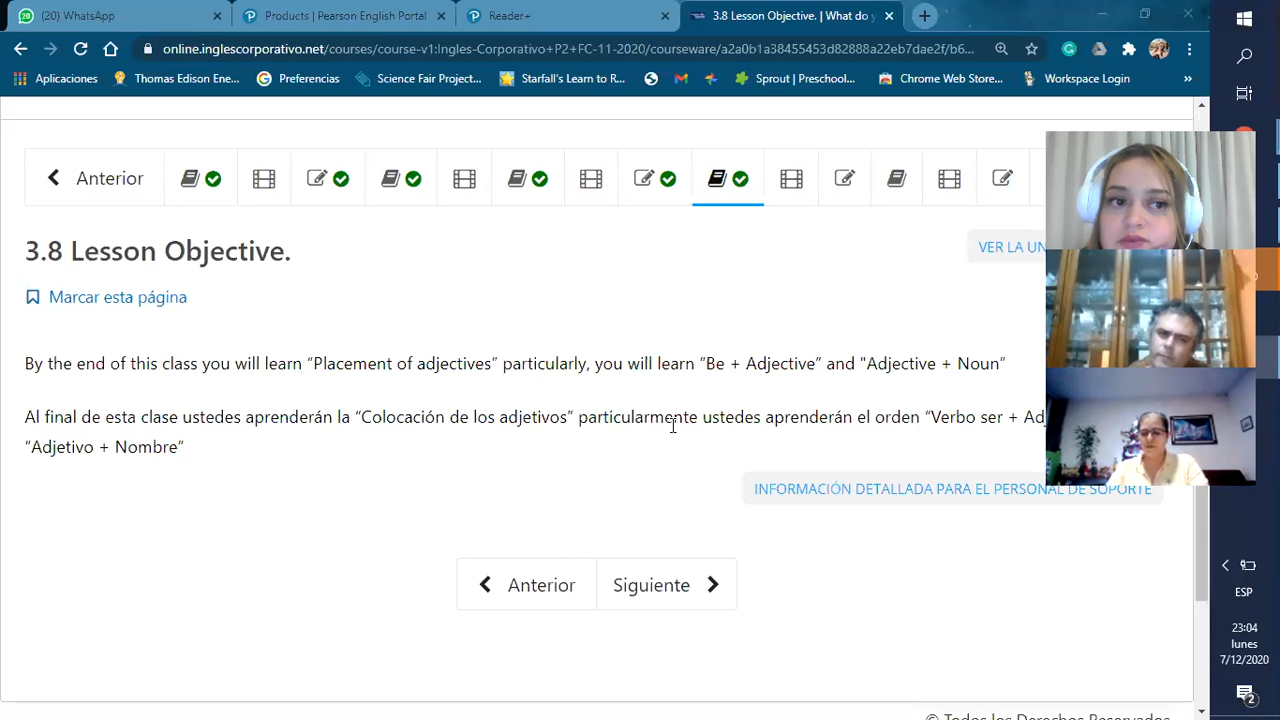 (20) WhatsApp
Products | Pearson English Portal
Reader+
3.8 Lesson Objective. | What do y
online.inglescorporativo.net/courses/course-v1:Ingles-Corporativo+P2+FC-11-2020/courseware/a2a0b1a38455453d82888a22eb7dae2f/b6...
Aplicaciones
Thomas Edison Ene...
Preferencias
Science Fair Project...
Starfall's Learn to R...
Sprout | Preschool...
Chrome Web Store...
Workspace Login
»
Anterior
3.8 Lesson Objective.
VER LA UN
Marcar esta página
By the end of this class you will learn “Placement of adjectives” particularly, you will learn "Be + Adjective” and "Adjective + Noun”
Al final de esta clase ustedes aprenderán la “Colocación de los adjetivos” particularmente ustedes aprenderán el orden “Verbo ser + Ad
“Adjetivo + Nombre”
INFORMACIÓN DETALLADA PARA EL PERSONAL DE SOPORTE
Anterior
Siguiente
© Todos los Derechos Reservados
ESP
23:04
lunes
7/12/2020
2